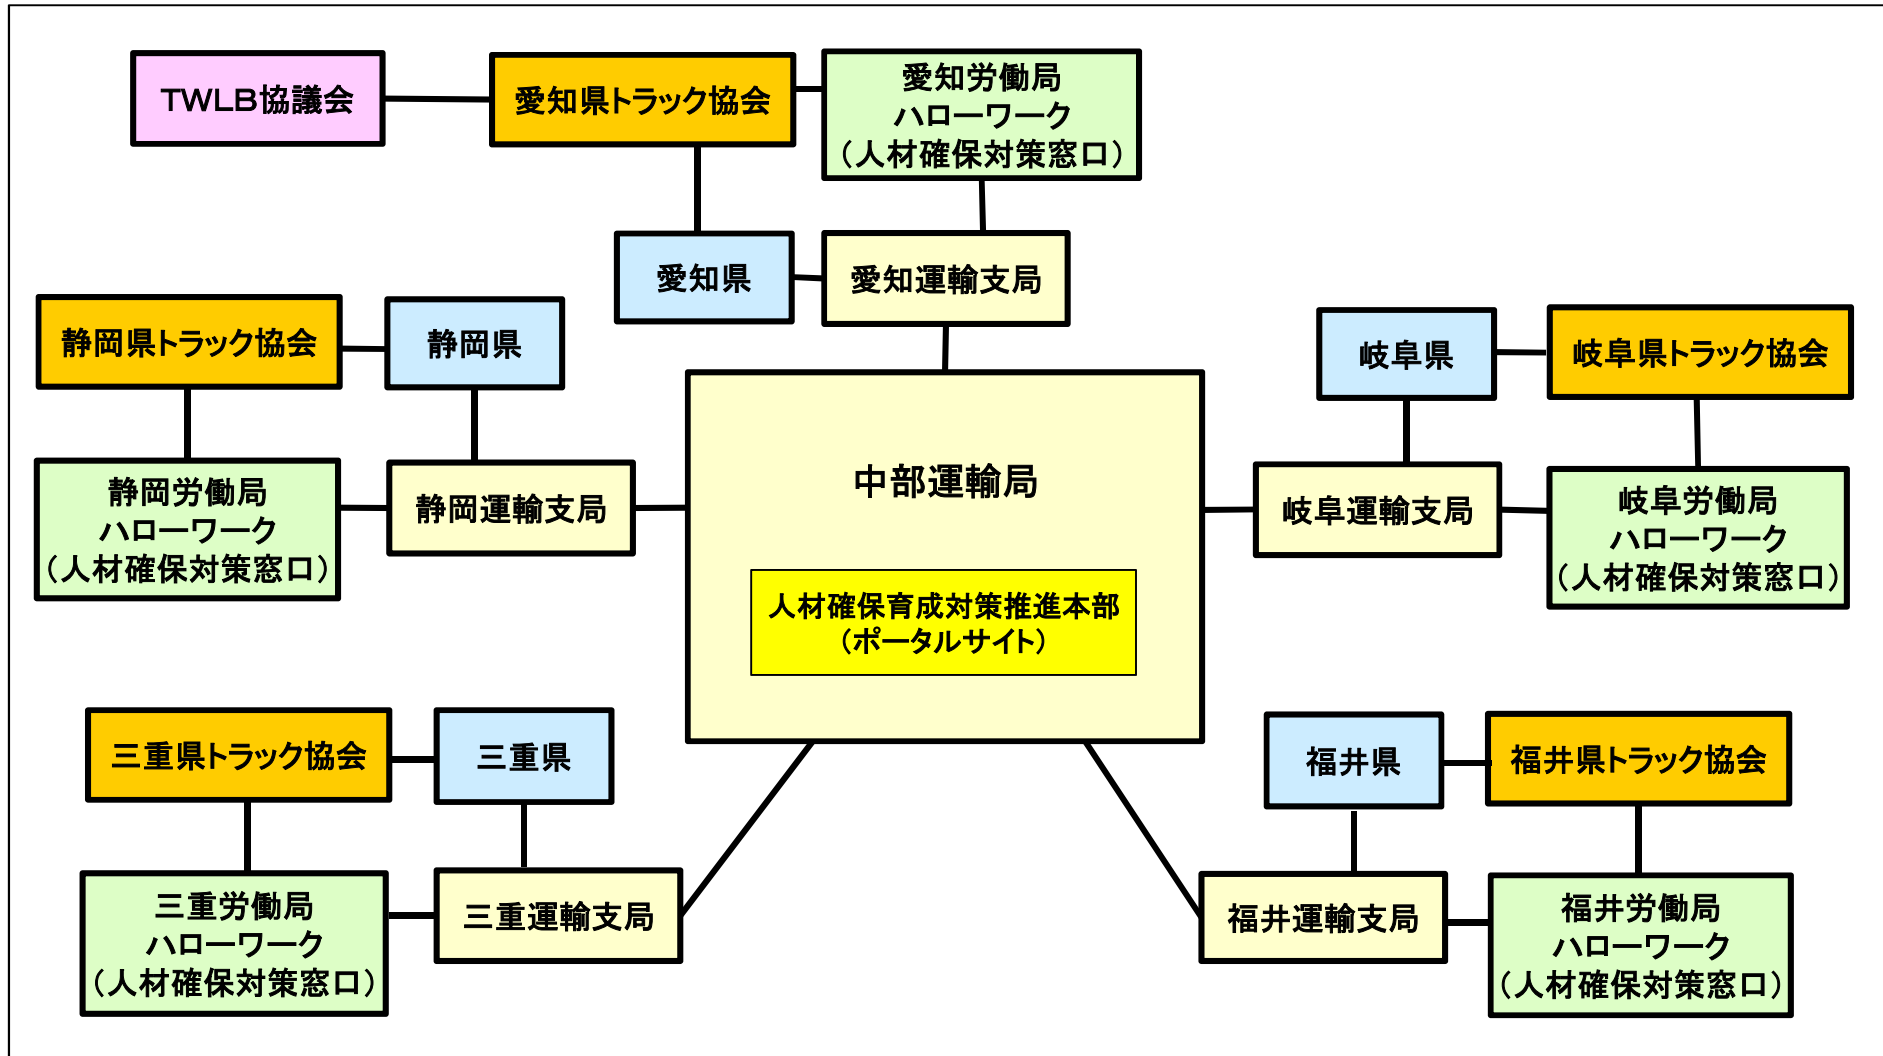 TWLB協議会
愛知県トラック協会
愛知労働局
ハローワーク
（人材確保対策窓口）
愛知県
愛知運輸支局
静岡県トラック協会
静岡県
静岡労働局
ハローワーク
（人材確保対策窓口）
静岡運輸支局
中部運輸局
人材確保育成対策推進本部
（ポータルサイト）
岐阜県
岐阜県トラック協会
岐阜運輸支局
岐阜労働局
ハローワーク
（人材確保対策窓口）
三重県トラック協会
三重県
三重労働局
ハローワーク
（人材確保対策窓口）
三重運輸支局
福井県
福井県トラック協会
福井運輸支局
福井労働局
ハローワーク
（人材確保対策窓口）